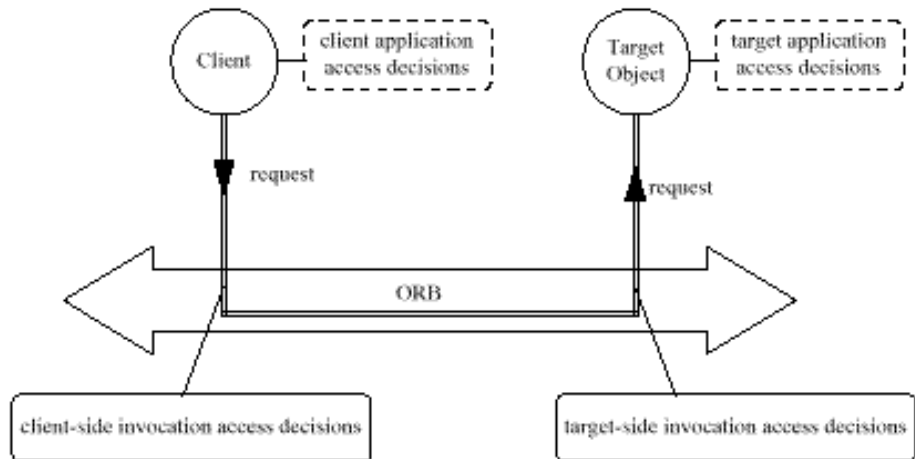 Client
client application
access decisions
Target
Object
target application
access decisions
request
request
ORB
client-side invocation access decisions
target-side invocation access decisions